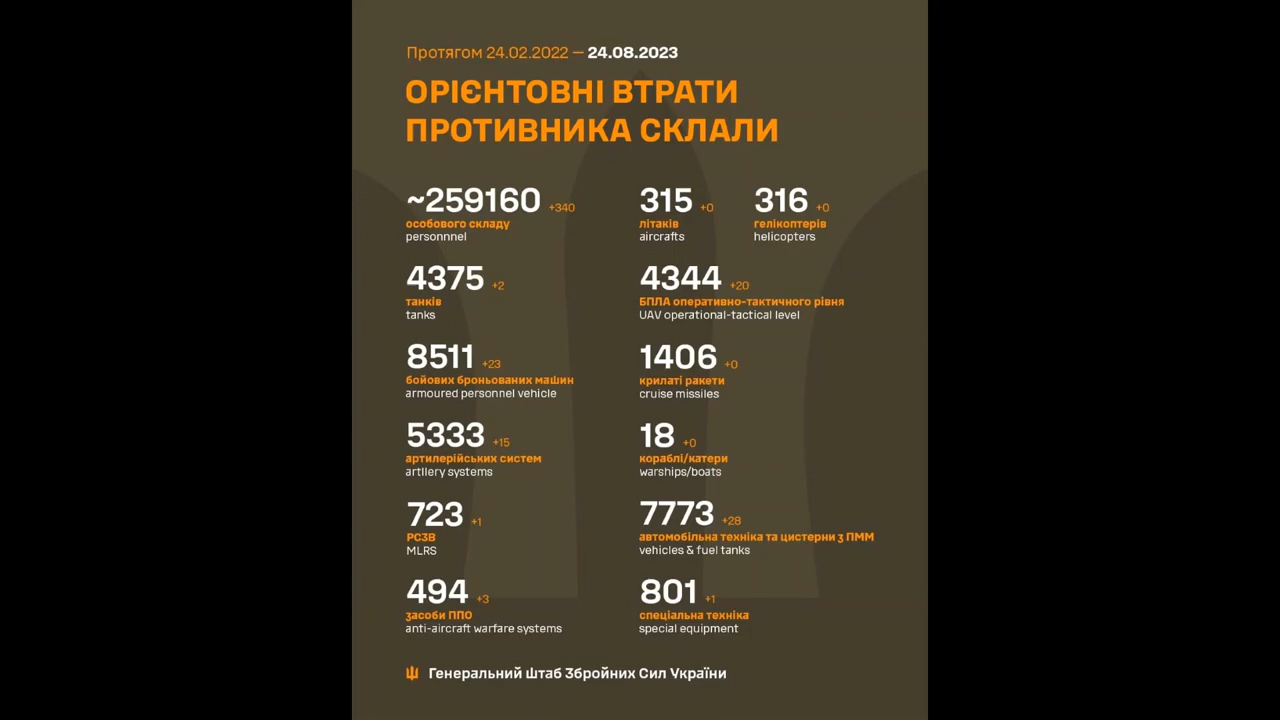 Протягом 24.02.2022 — 24.08.2023
ОРІЄНТОВНІ ВТРАТИ
ПРОТИВНИКА СКЛАЛИ
~259160 +340
особового складу
personnnel
315 +0
літаків
aircrafts
316 +0
гелікоптерів
helicopters
4375 +2
танків
tanks
4344 +20
БПЛА оперативно-тактичного рівня
UAV operational-tactical level
8511 +23
бойових броньованих машин
armoured personnel vehicle
1406 +0
крилаті ракети
cruise missiles
5333 +15
артилерійських систем
artllery systems
18 +0
кораблі/катери
warships/boats
723 +1
РСЗВ
MLRS
7773 +28
автомобільна техніка та цистерни з ПММ
vehicles & fuel tanks
494 +3
засоби ППО
anti-aircraft warfare systems
801 +1
спеціальна техніка
special equipment
Генеральний штаб Збройних Сил України